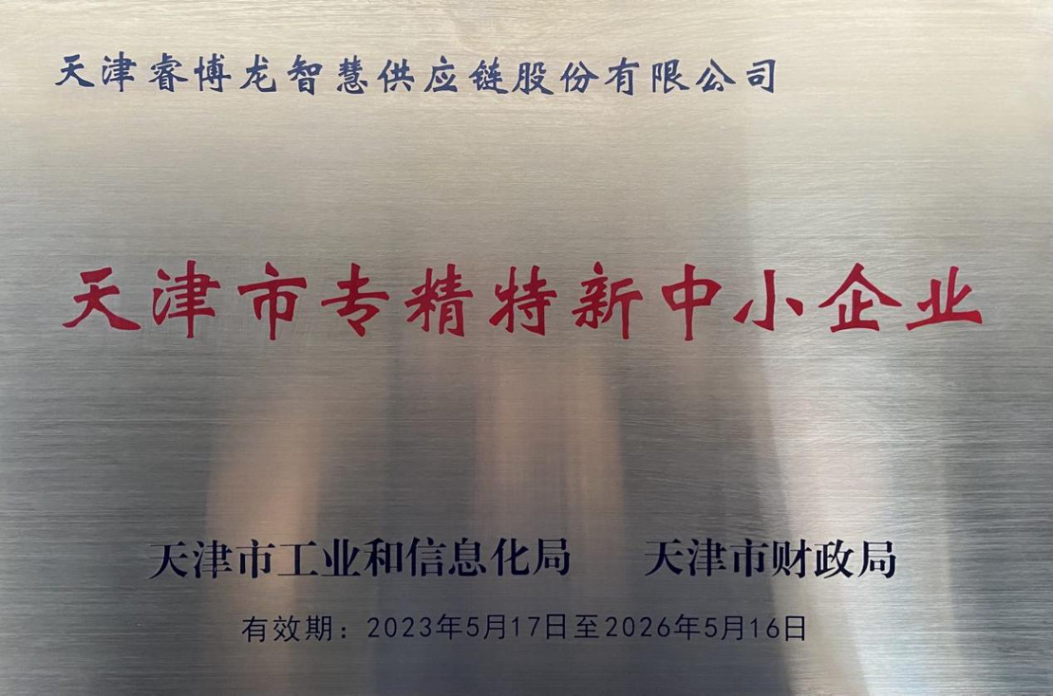 天津睿博龙智慧供应链股份有限公司
天津市专精特新中小企业
天津市工业和信息化局 天津市财政局
有效期：2023年5月17日至2026年5月16日